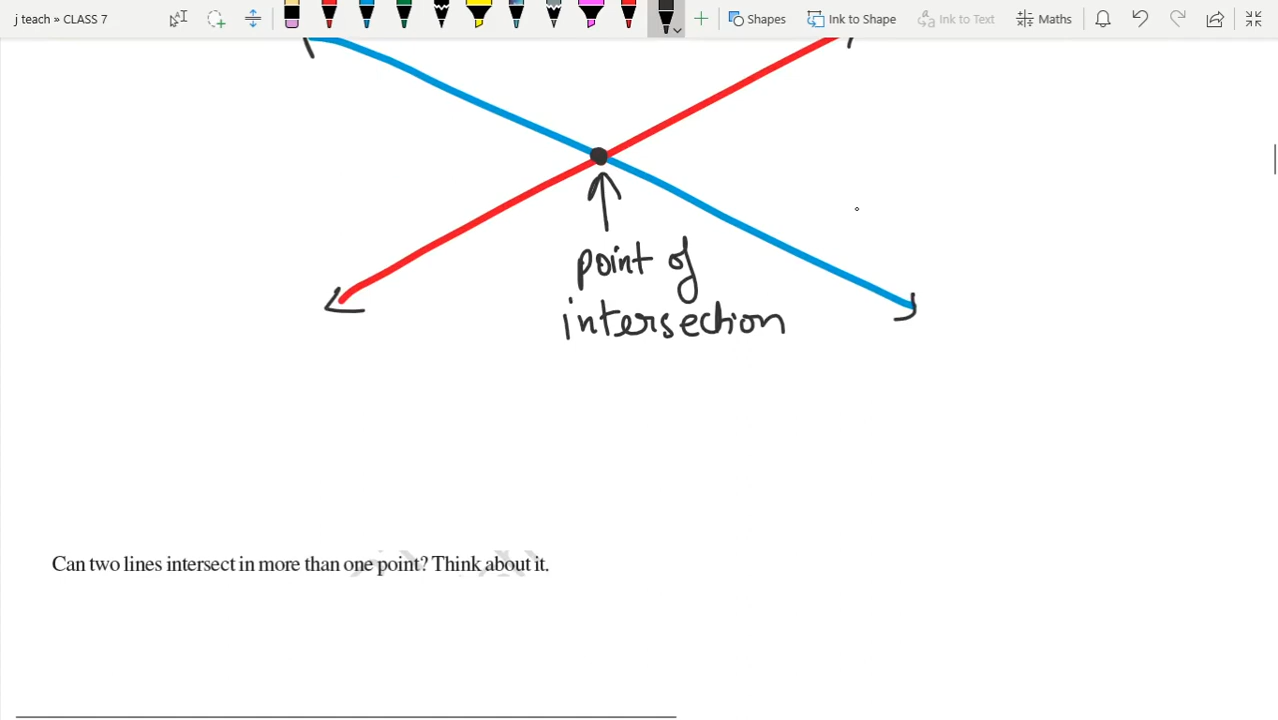 j teach » CLASS 7
Shapes
Ink to Shape
Ink to Text
Maths
point of
intersection
Can two lines intersect in more than one point? Think about it.